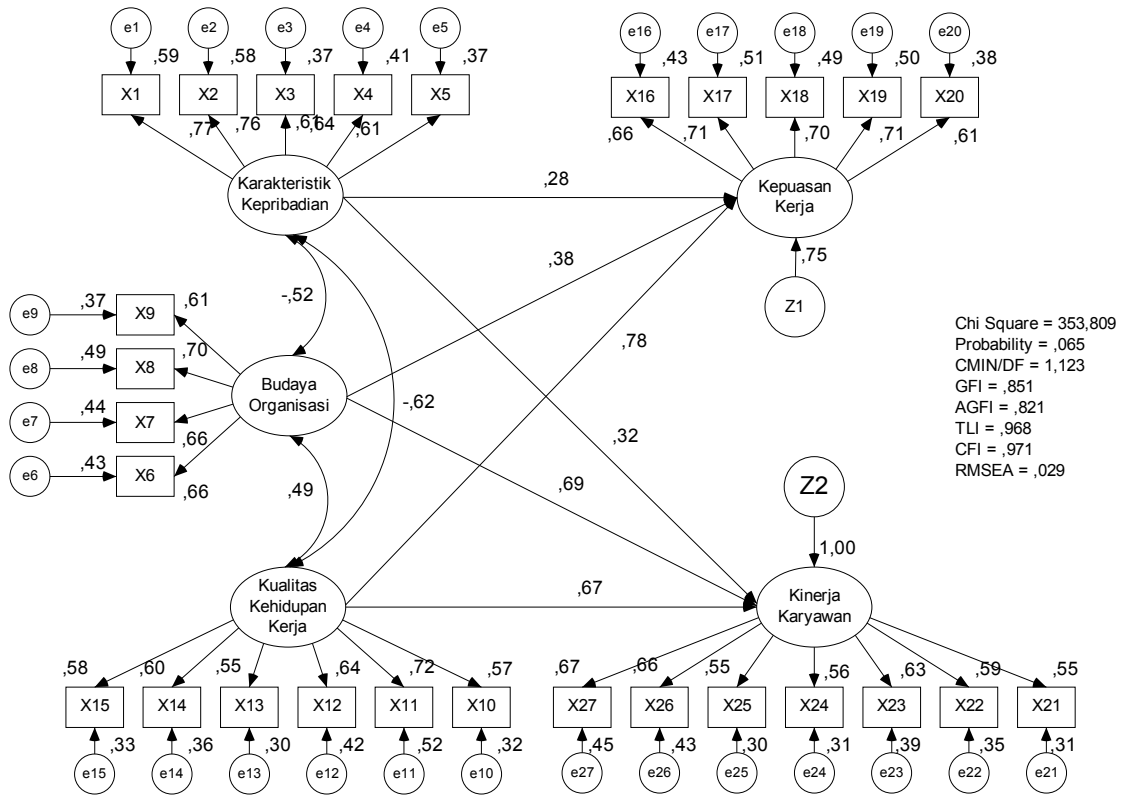 e1 e2 e3 e4 e5
,59 ,58 ,37 ,41 ,37
X1 X2 X3 X4 X5
,77 ,76 ,61 ,64 ,61
Karakteristik
Kepribadian
e16 e17 e18 e19 e20
,43 ,51 ,49 ,50 ,38
X16 X17 X18 X19 X20
,66 ,71 ,70 ,71 ,61
Kepuasan
Kerja
,75
Z1
,28
,38
-,52
e9 ,37 X9 ,61
e8 ,49 X8 ,70
e7 ,44 X7 ,66
e6 ,43 X6 ,66
Budaya
Organisasi
-,62
,78
,32
,49
,69
,67
Chi Square = 353,809
Probability = ,065
CMIN/DF = 1,123
GFI = ,851
AGFI = ,821
TLI = ,968
CFI = ,971
RMSEA = ,029
Z2
1,00
Kualitas
Kehidupan
Kerja
,58 ,60 ,55 ,64 ,72 ,57
X15 X14 X13 X12 X11 X10
,33 ,36 ,30 ,42 ,52 ,32
e15 e14 e13 e12 e11 e10
Kinerja
Karyawan
,67 ,66 ,55 ,56 ,63 ,59 ,55
X27 X26 X25 X24 X23 X22 X21
,45 ,43 ,30 ,31 ,39 ,35 ,31
e27 e26 e25 e24 e23 e22 e21